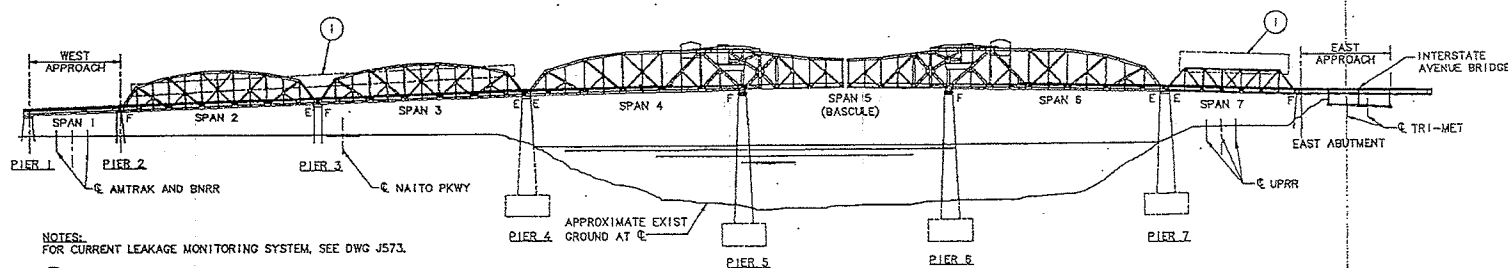 1
1
WEST
APPROACH
EAST
APPROACH
INTERSTATE
AVENUE BRIDGE
SPAN 1
F
SPAN 2
E
F
SPAN 3
E
E
SPAN 4
F
SPAN 5
(BASCULE)
F
SPAN 6
E
E
SPAN 7
F
PIER 1
PIER 2
PIER 3
℄ TRI-MET
EAST ABUTMENT
℄ AMTRAK AND BNRR
℄ NAITO PKWY
℄ UPRR
APPROXIMATE EXIST
GROUND AT ℄
PIER 4
PIER 7
PIER 5
PIER 6
NOTES:
FOR CURRENT LEAKAGE MONITORING SYSTEM, SEE DWG J573.